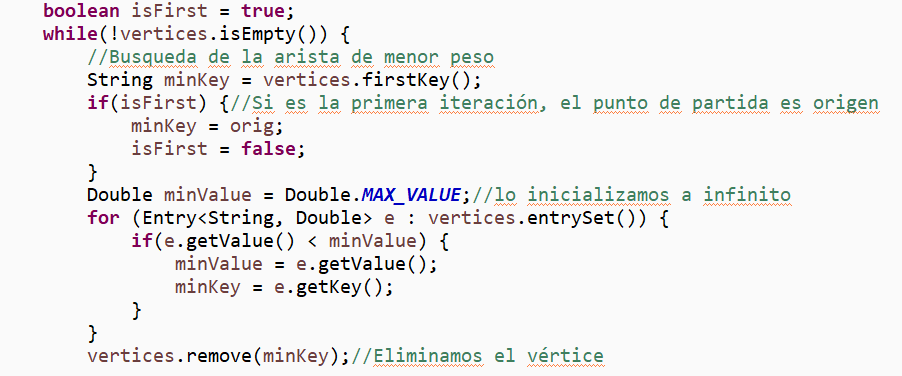 boolean isFirst = true;
while(!vertices.isEmpty()) {
//Busqueda de la arista de menor peso
String minKey = vertices.firstKey();
if(isFirst) {//Si es la primera iteración, el punto de partida es origen
minKey = orig;
isFirst = false;
}
Double minValue = Double.MAX_VALUE;//lo inicializamos a infinito
for (Entry<String, Double> e : vertices.entrySet()) {
if(e.getValue() < minValue) {
minValue = e.getValue();
minKey = e.getKey();
}
}
vertices.remove(minKey);//Eliminamos el vértice